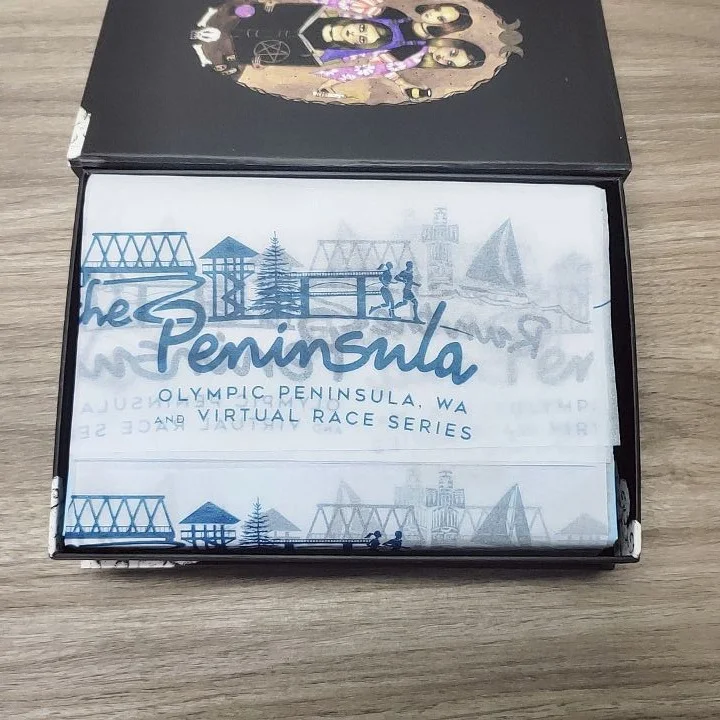 the
Peninsula
OLYMPIC PENINSULA, WA
AND VIRTUAL RACE SERIES